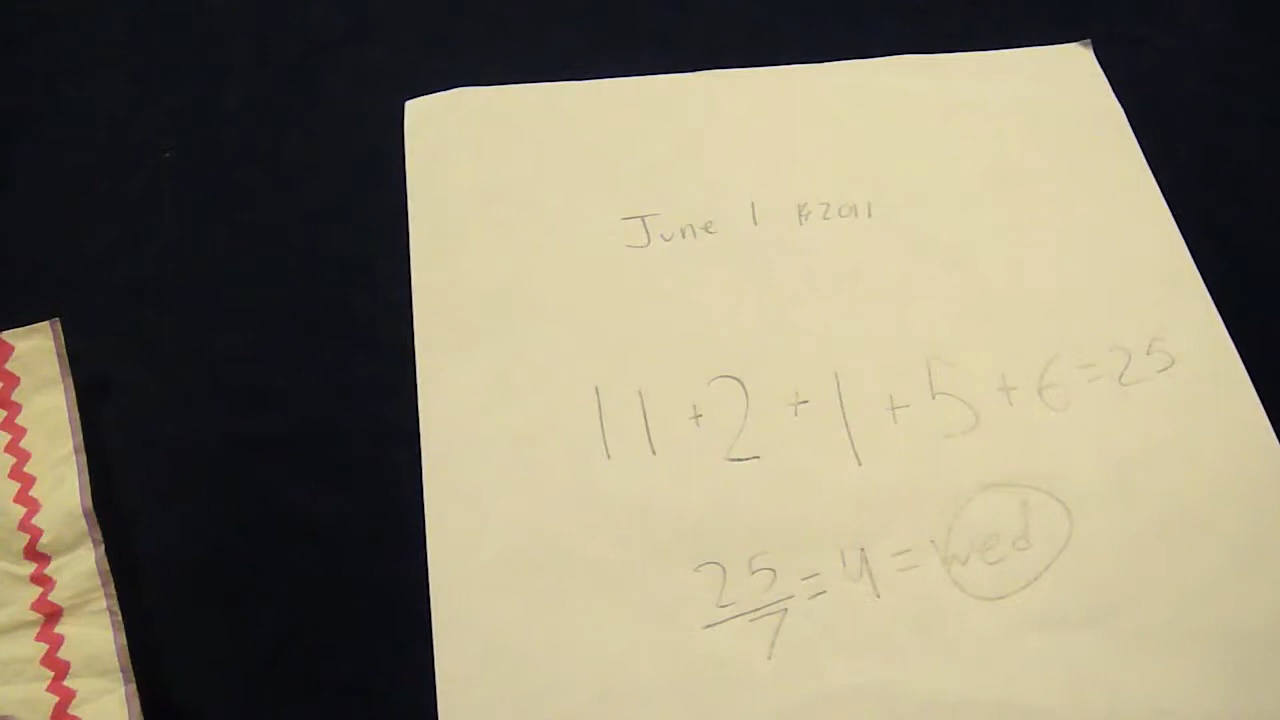 June 1 2011
11 + 2 + 1 + 5 + 6 = 25
25/7 = 4 = Wed